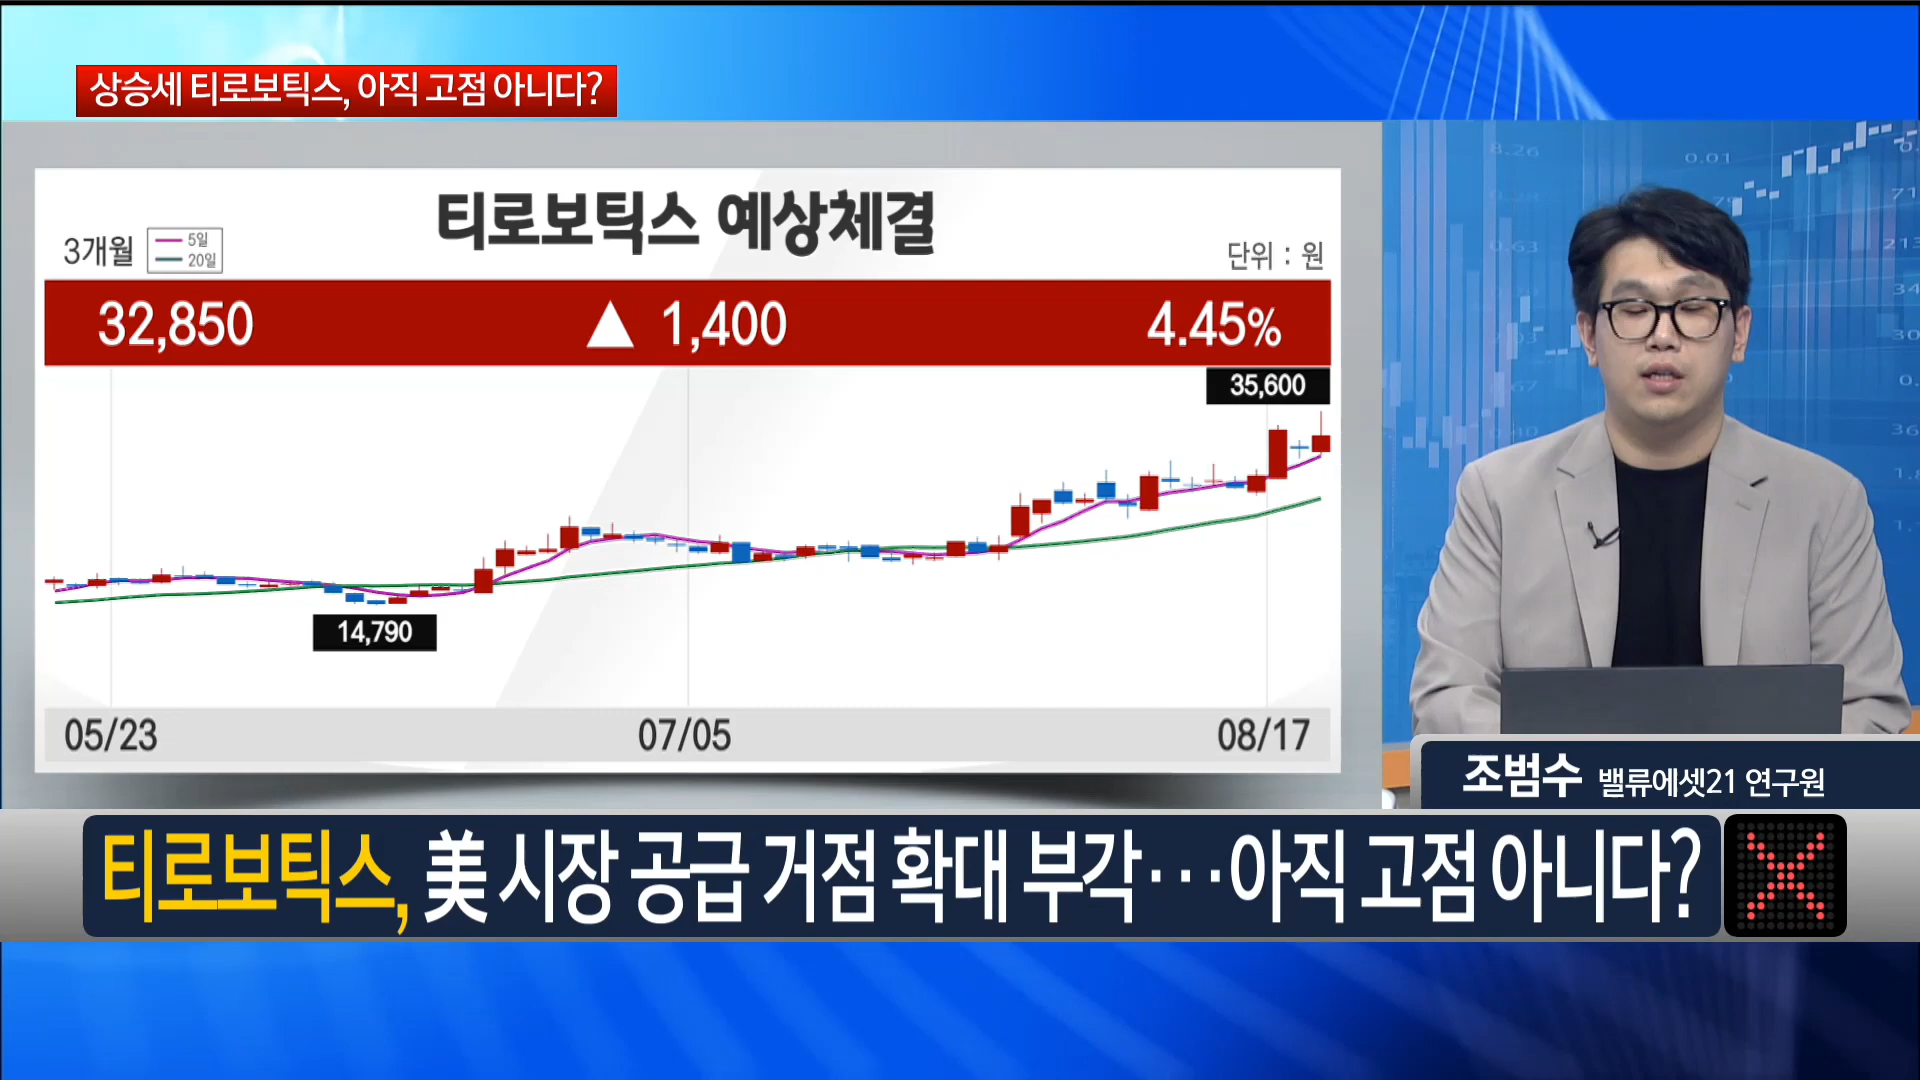 상승세 티로보틱스, 아직 고점 아니다?
티로보틱스 예상체결
3개월
5일
20일
단위 : 원
32,850 ▲ 1,400 4.45%
35,600
14,790
05/23 07/05 08/17
조범수 밸류에셋21 연구원
티로보틱스, 美 시장 공급 거점 확대 부각···아직 고점 아니다?
X